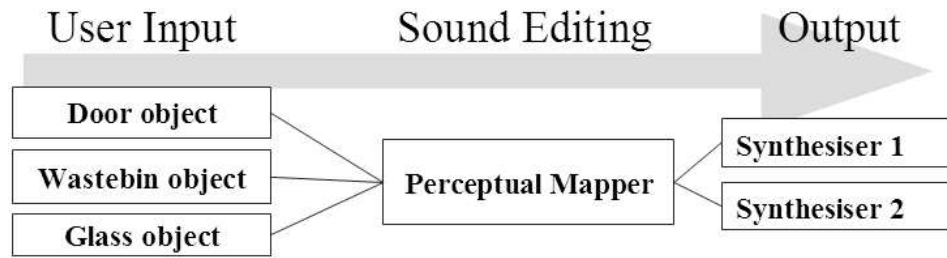 User Input Sound Editing Output
Door object
Wastebin object
Glass object
Perceptual Mapper
Synthesiser 1
Synthesiser 2